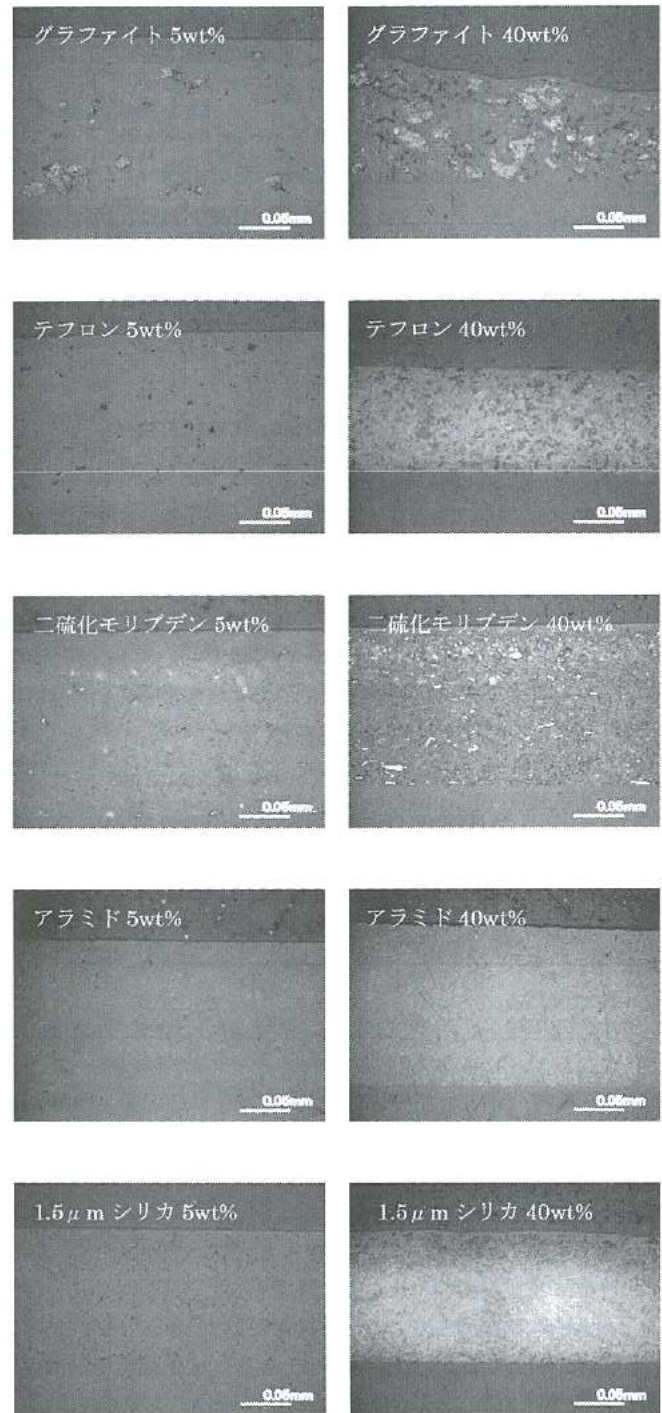 グラファイト 5wt%
グラファイト 40wt%
0.05mm
0.05mm
テフロン 5wt%
テフロン 40wt%
0.05mm
0.05mm
二硫化モリブデン 5wt%
二硫化モリブデン 40wt%
0.05mm
0.05mm
アラミド 5wt%
アラミド 40wt%
0.05mm
0.05mm
1.5μm シリカ 5wt%
1.5μm シリカ 40wt%
0.05mm
0.05mm